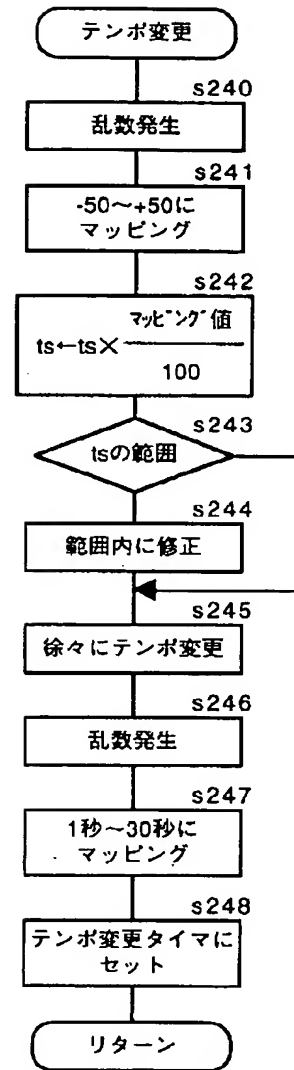 テンポ変更
s240
乱数発生
s241
-50～+50に
マッピング
s242
マッピング値
ts←ts×
100
s243
tsの範囲
s244
範囲内に修正
s245
徐々にテンポ変更
s246
乱数発生
s247
1秒～30秒に
マッピング
s248
テンポ変更タイマに
セット
リターン